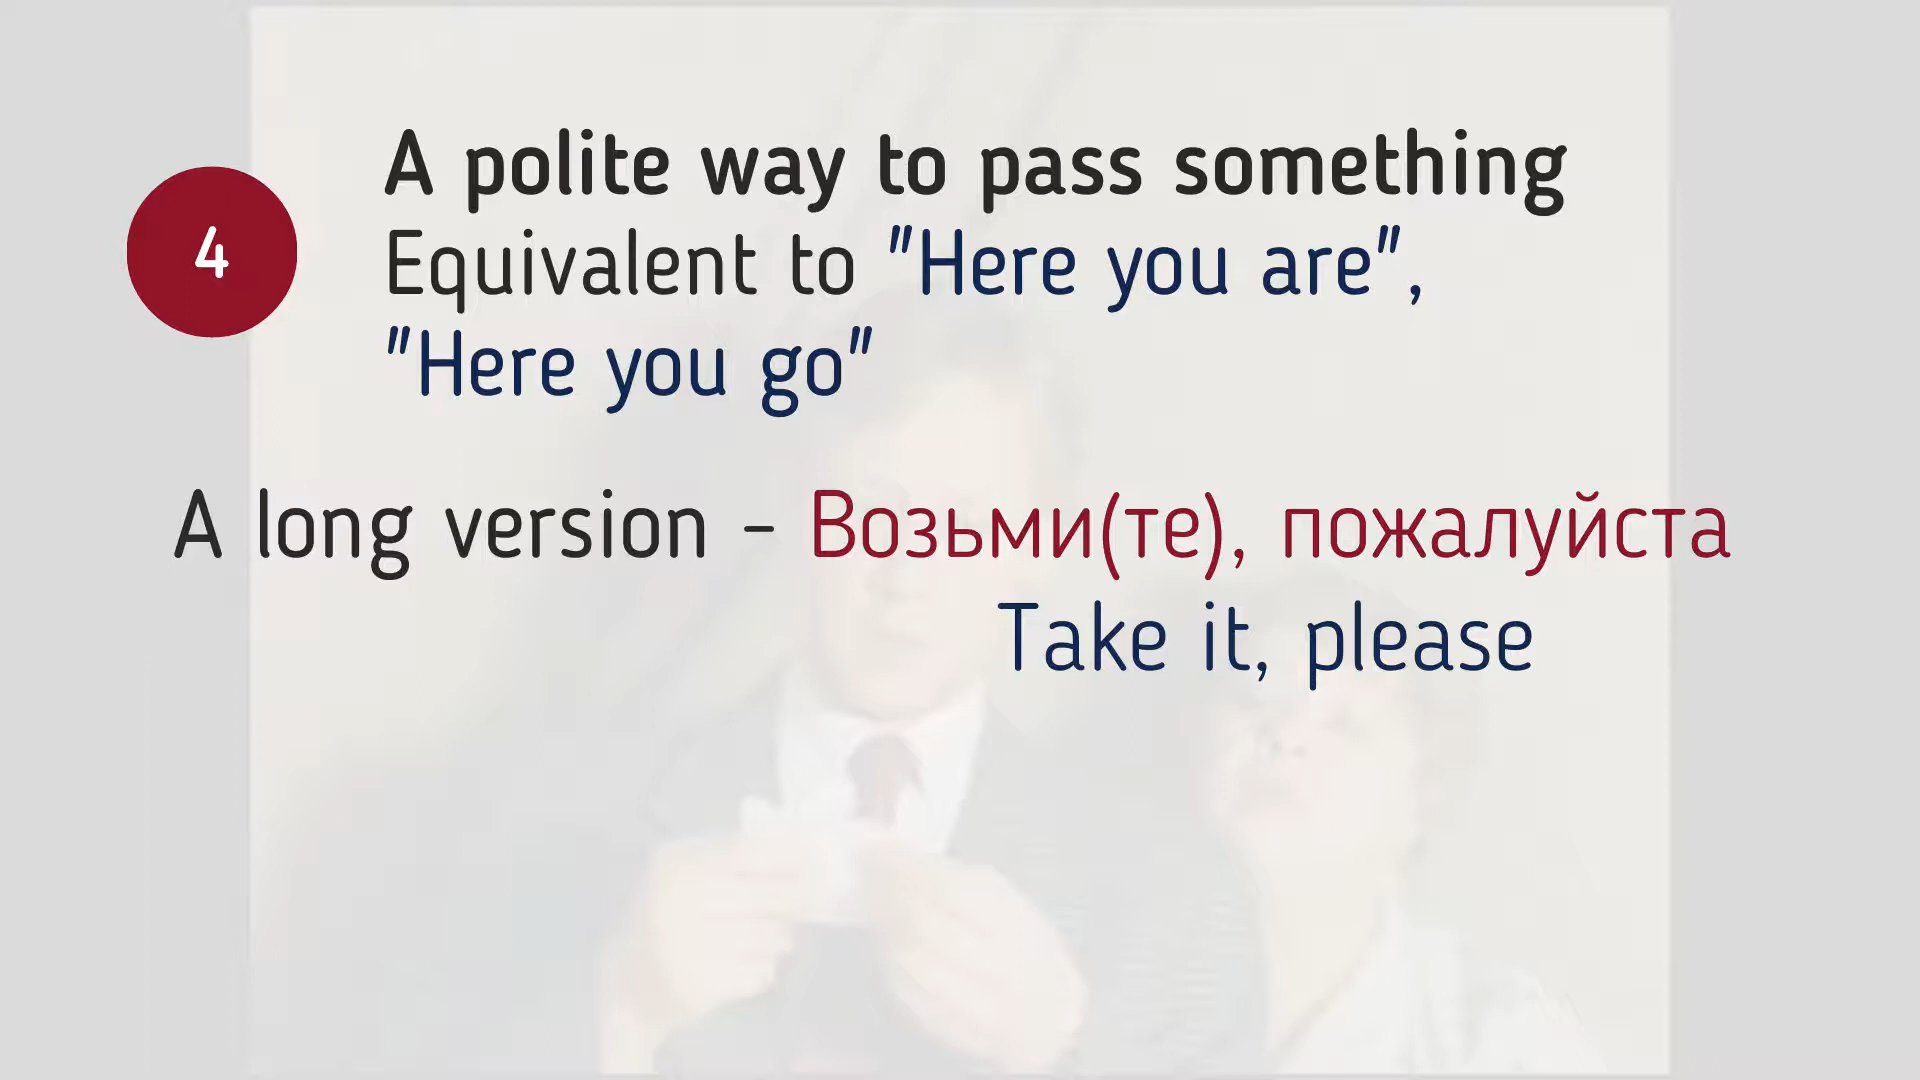 4
A polite way to pass something
Equivalent to "Here you are",
"Here you go"
A long version - Возьми(те), пожалуйста
Take it, please